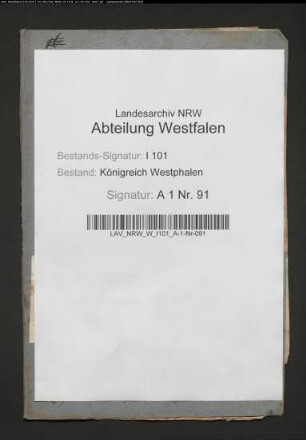 Landesarchiv NRW
Abteilung Westfalen
Bestands-Signatur: I 101
Bestand: Königreich Westphalen
Signatur: A 1 Nr. 91
LAV_NRW_W_I101_A-1-Nr-091